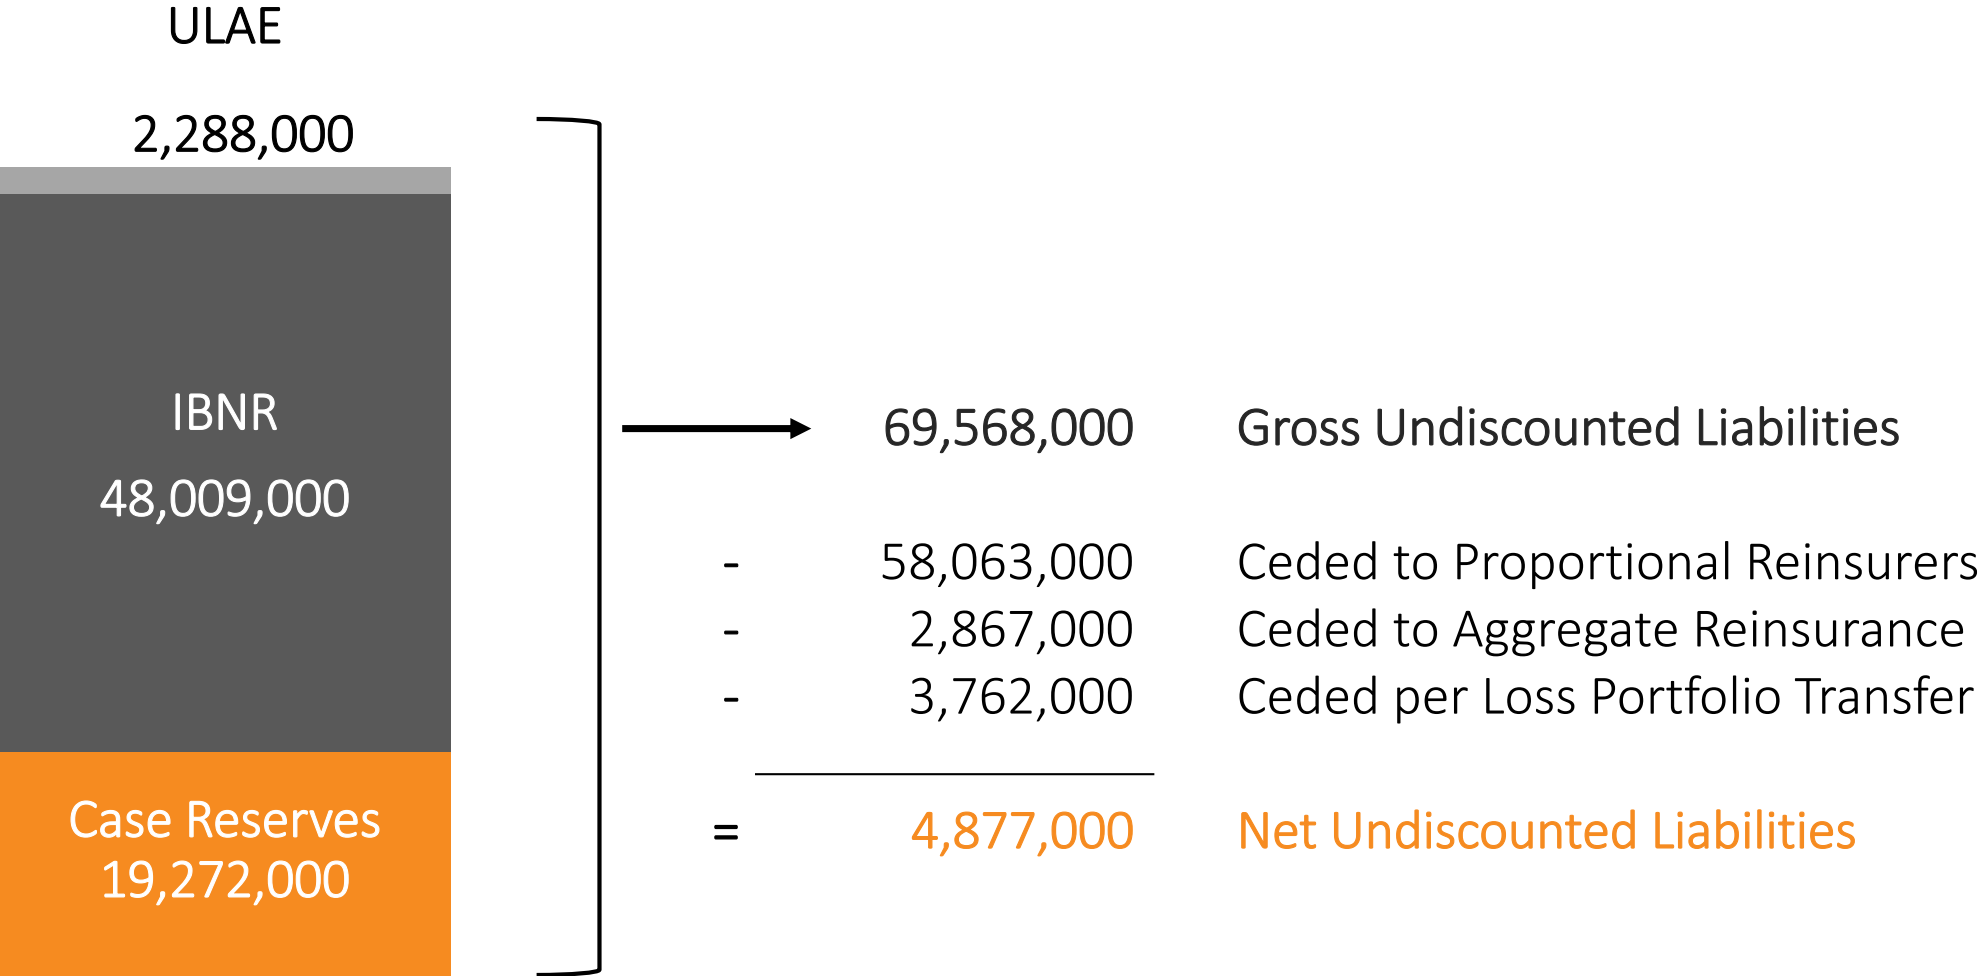 ULAE
2,288,000
IBNR
48,009,000
Case Reserves
19,272,000
69,568,000 Gross Undiscounted Liabilities
- 58,063,000 Ceded to Proportional Reinsurers
- 2,867,000 Ceded to Aggregate Reinsurance
- 3,762,000 Ceded per Loss Portfolio Transfer
= 4,877,000 Net Undiscounted Liabilities